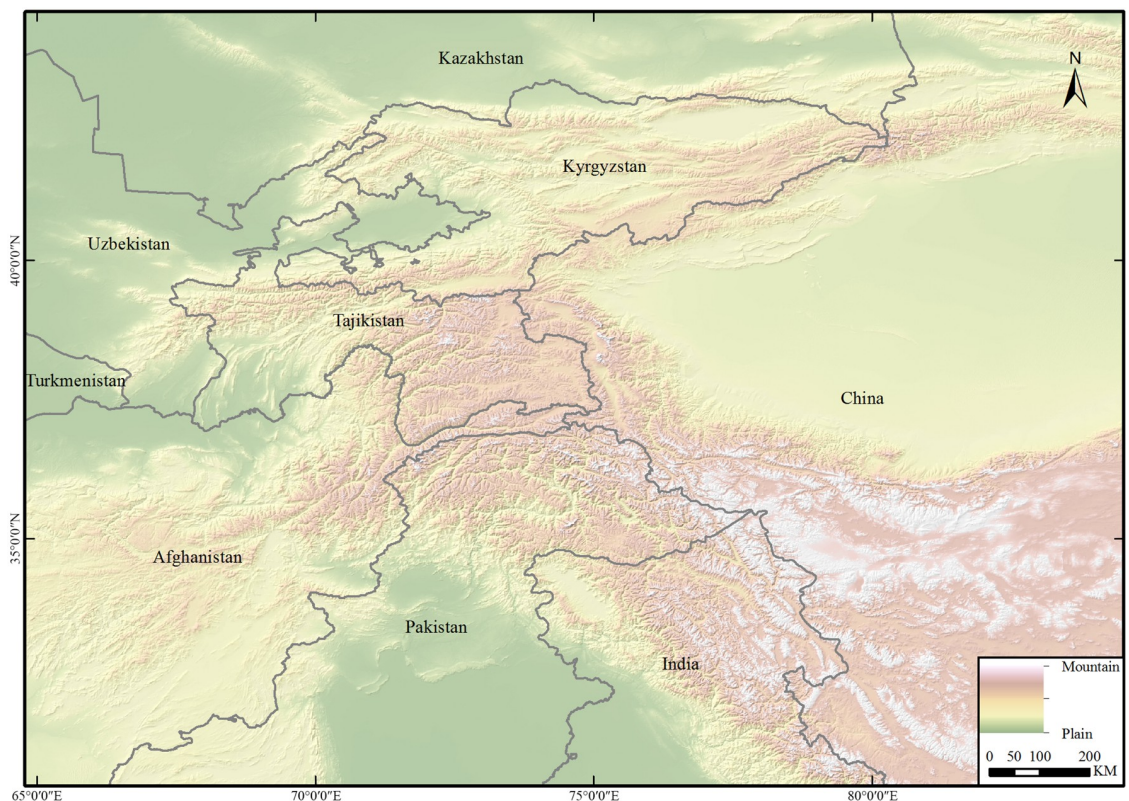 Kazakhstan
N
Kyrgyzstan
Uzbekistan
40°0'0"N
Tajikistan
Turkmenistan
China
35°0'0"N
Afghanistan
Pakistan
India
Mountain
Plain
0 50 100 200
KM
65°0'0"E 70°0'0"E 75°0'0"E 80°0'0"E